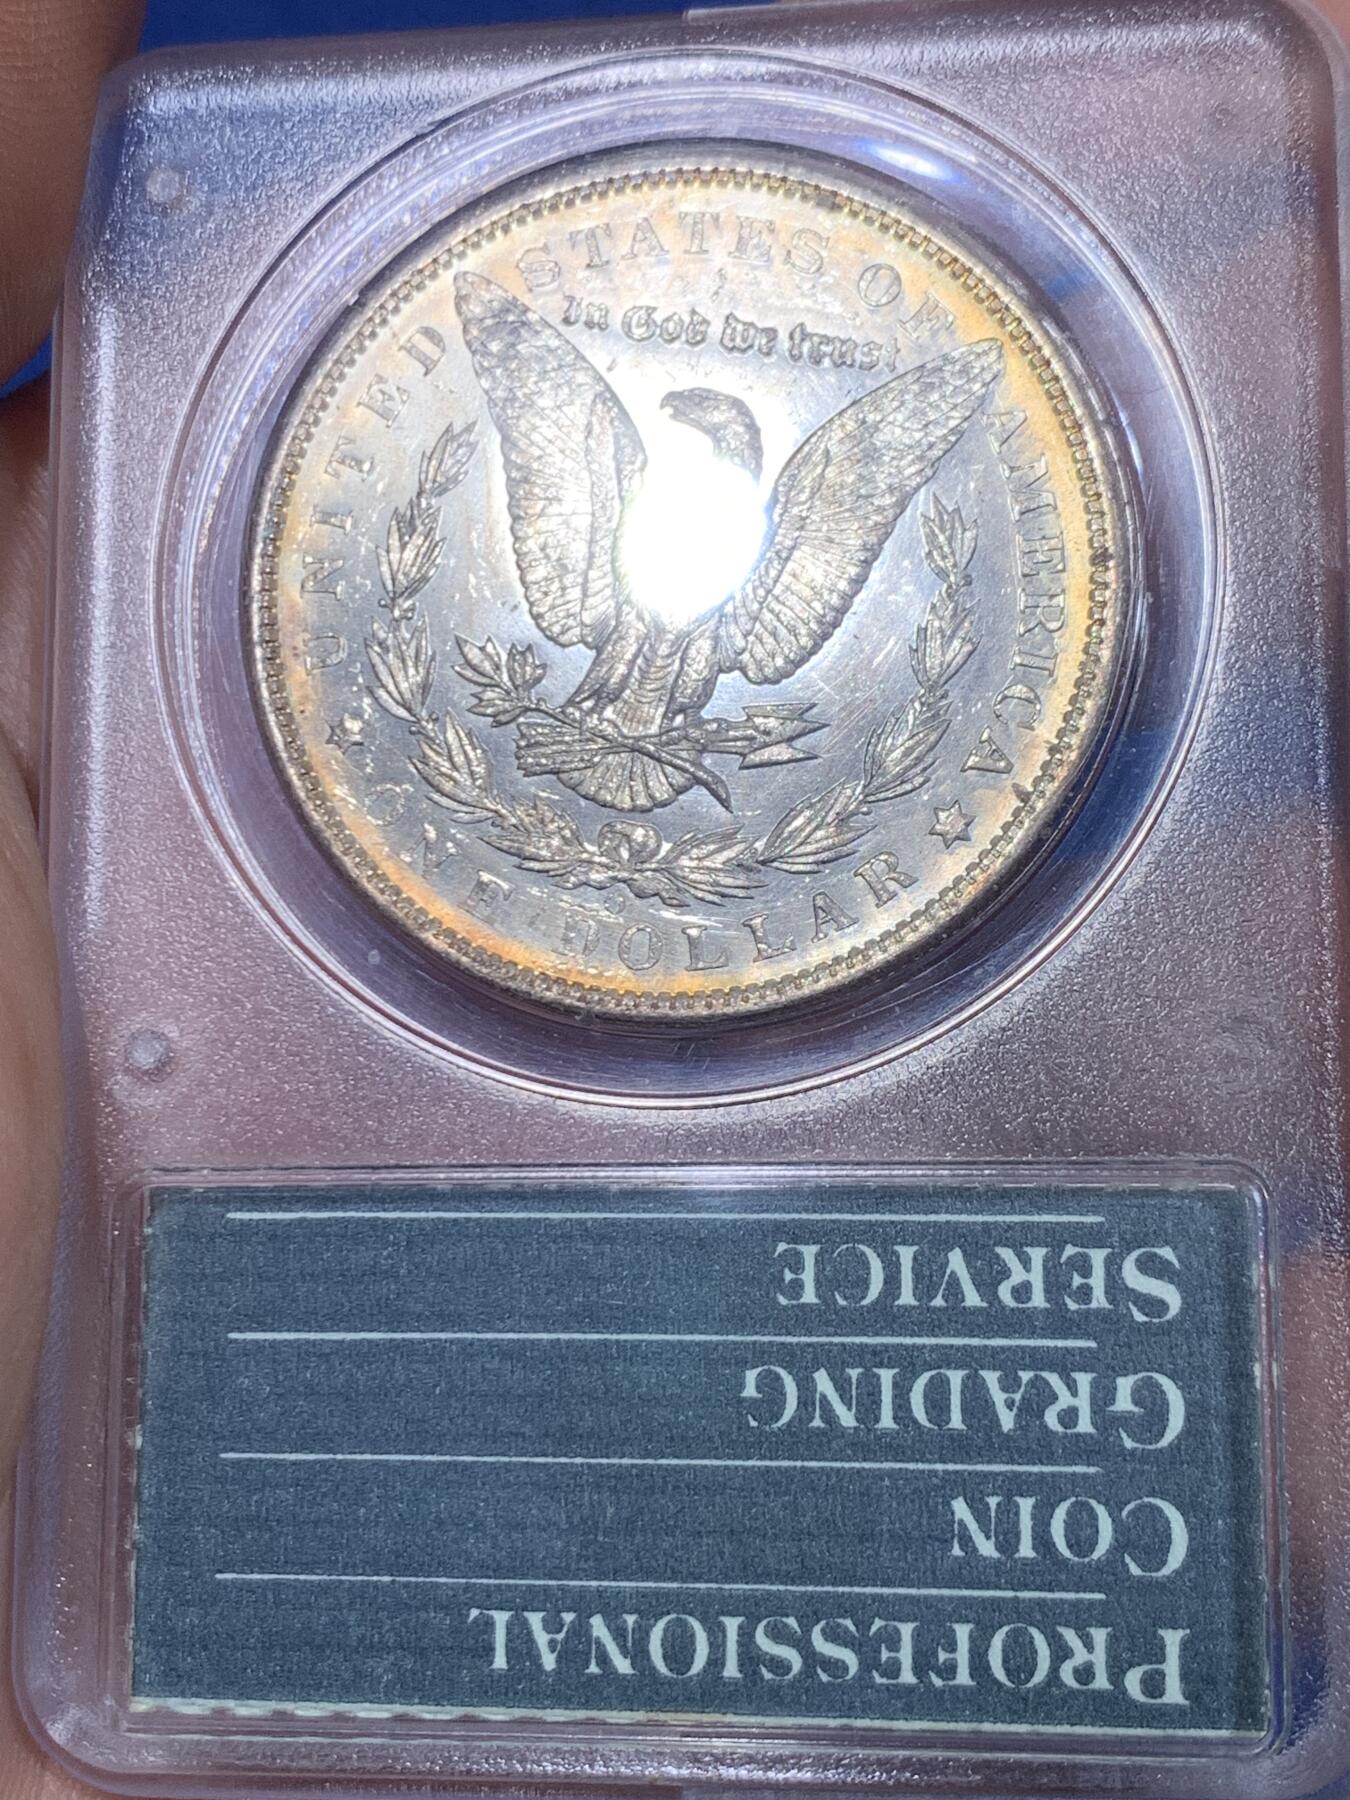 UNITED STATES OF AMERICA
In God we trust
ONE DOLLAR
PROFESSIONAL
COIN
GRADING
SERVICE